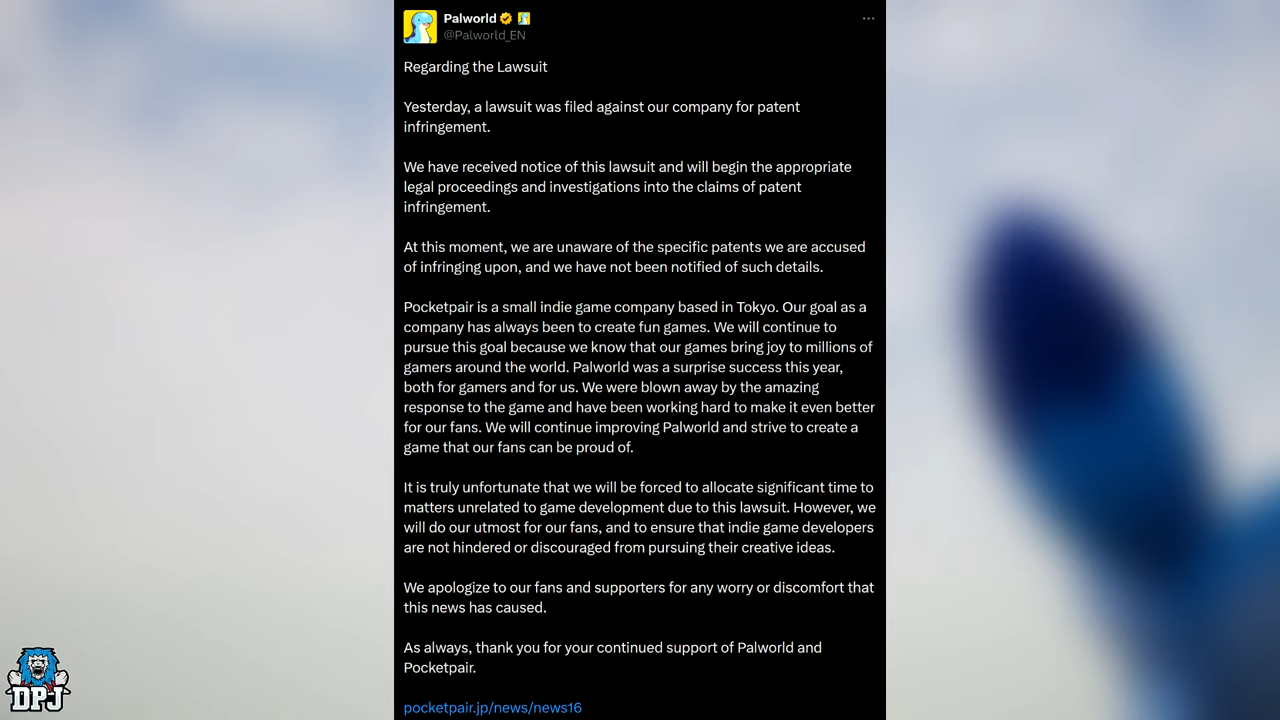 Palworld
@Palworld_EN
Regarding the Lawsuit
Yesterday, a lawsuit was filed against our company for patent
infringement.
We have received notice of this lawsuit and will begin the appropriate
legal proceedings and investigations into the claims of patent
infringement.
At this moment, we are unaware of the specific patents we are accused
of infringing upon, and we have not been notified of such details.
Pocketpair is a small indie game company based in Tokyo. Our goal as a
company has always been to create fun games. We will continue to
pursue this goal because we know that our games bring joy to millions of
gamers around the world. Palworld was a surprise success this year,
both for gamers and for us. We were blown away by the amazing
response to the game and have been working hard to make it even better
for our fans. We will continue improving Palworld and strive to create a
game that our fans can be proud of.
It is truly unfortunate that we will be forced to allocate significant time to
matters unrelated to game development due to this lawsuit. However, we
will do our utmost for our fans, and to ensure that indie game developers
are not hindered or discouraged from pursuing their creative ideas.
We apologize to our fans and supporters for any worry or discomfort that
this news has caused.
As always, thank you for your continued support of Palworld and
Pocketpair.
pocketpair.jp/news/news16
DPJ